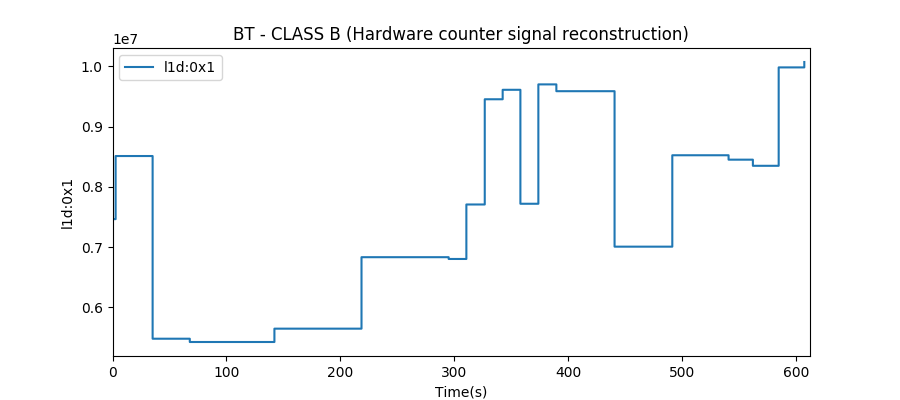 BT - CLASS B (Hardware counter signal reconstruction)
1e7
l1d:0x1
1.0
0.9
0.8
0.7
0.6
l1d:0x1
0 100 200 300 400 500 600
Time(s)